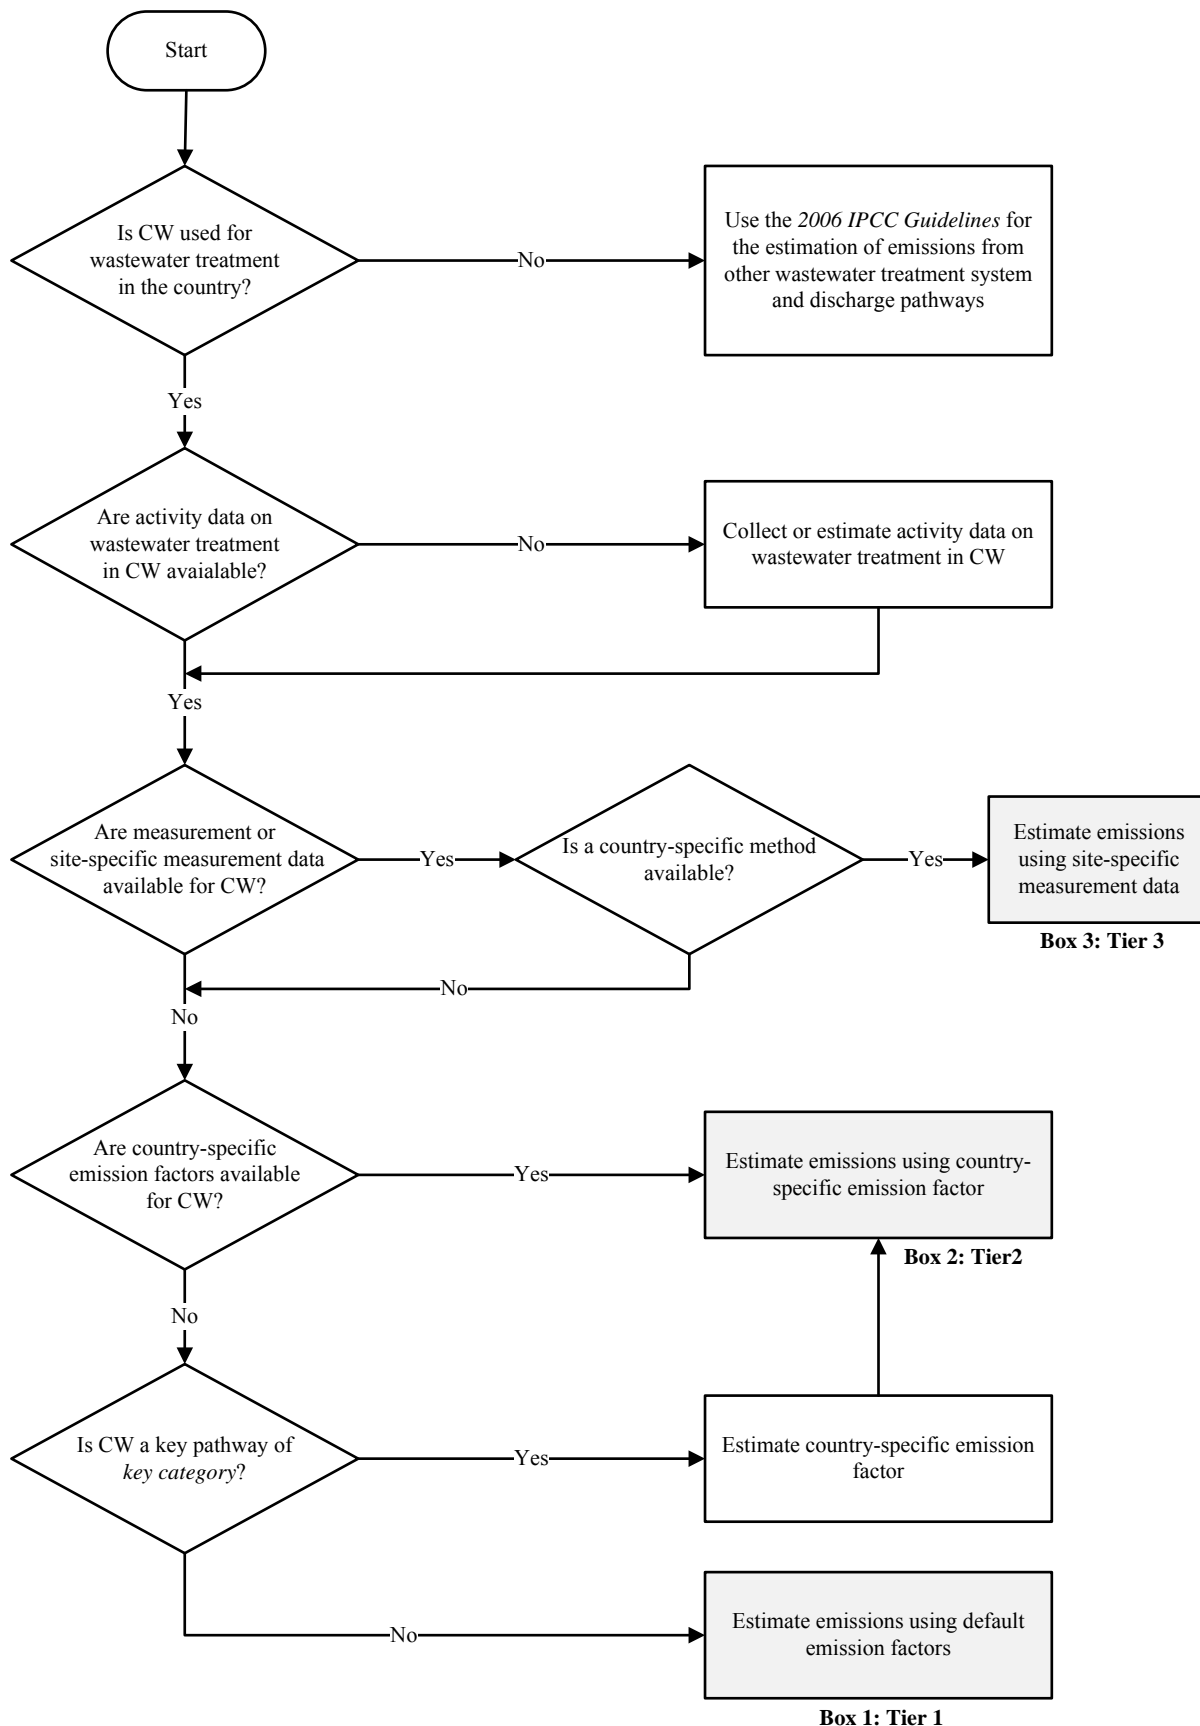 Start
Is CW used for
wastewater treatment
in the country?
No
Use the 2006 IPCC Guidelines for
the estimation of emissions from
other wastewater treatment system
and discharge pathways
Yes
Are activity data on
wastewater treatment
in CW avaialable?
No
Collect or estimate activity data on
wastewater treatment in CW
Yes
Are measurement or
site-specific measurement data
available for CW?
Yes
Is a country-specific method
available?
Yes
Estimate emissions
using site-specific
measurement data
Box 3: Tier 3
No
No
Are country-specific
emission factors available
for CW?
Yes
Estimate emissions using country-
specific emission factor
Box 2: Tier2
No
Is CW a key pathway of
key category?
Yes
Estimate country-specific emission
factor
No
Estimate emissions using default
emission factors
Box 1: Tier 1